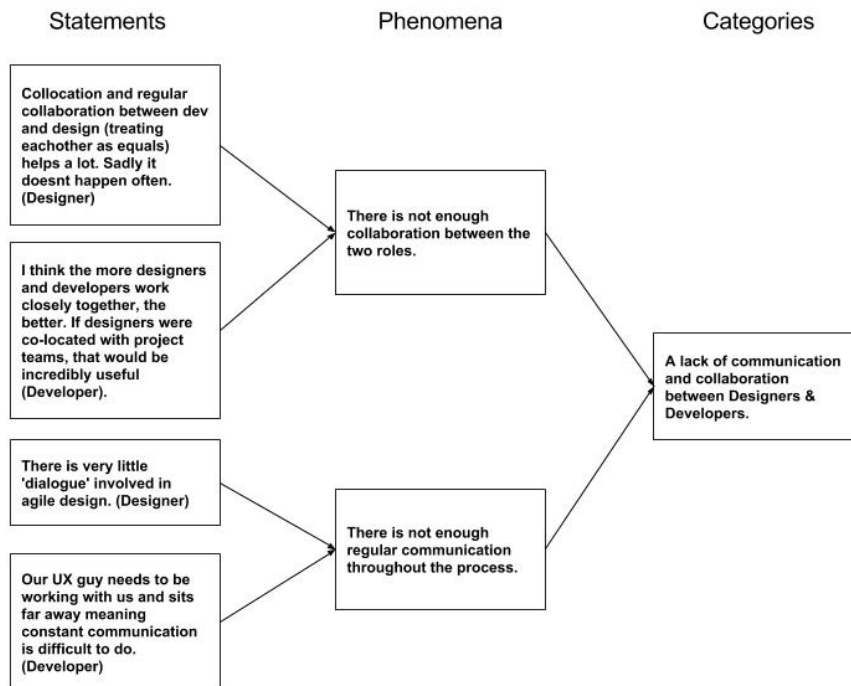 Statements
Phenomena
Categories
Collocation and regular
collaboration between dev
and design (treating
eachother as equals)
helps a lot. Sadly it
doesnt happen often.
(Designer)
I think the more designers
and developers work
closely together, the
better. If designers were
co-located with project
teams, that would be
incredibly useful
(Developer).
There is very little
'dialogue' involved in
agile design. (Designer)
Our UX guy needs to be
working with us and sits
far away meaning
constant communication
is difficult to do.
(Developer)
There is not enough
collaboration between the
two roles.
There is not enough
regular communication
throughout the process.
A lack of communication
and collaboration
between Designers &
Developers.